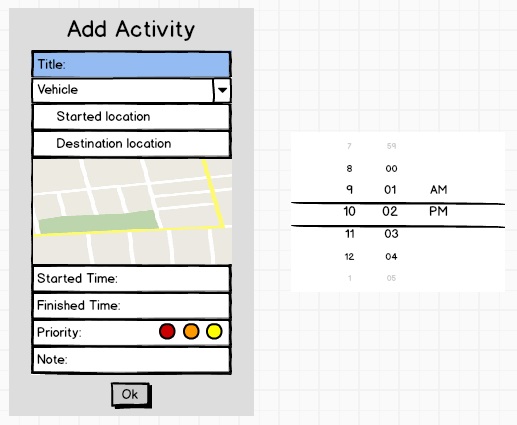 Add Activity
Title:
Vehicle
Started location
Destination location
Started Time:
Finished Time:
Priority:
Note:
Ok
7 59
8 00
9 01 AM
10 02 PM
11 03
12 04
1 05